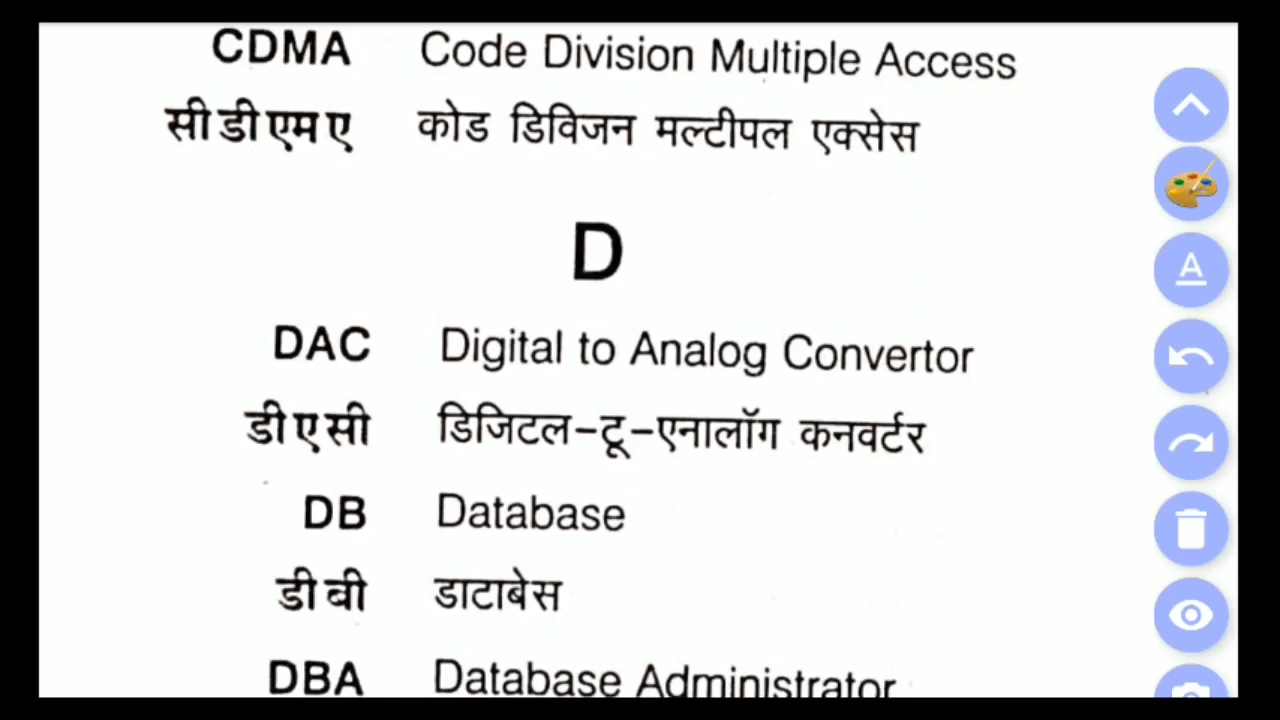 CDMA Code Division Multiple Access
सीडीएमए कोड डिविजन मल्टीपल एक्सेस
D
DAC Digital to Analog Convertor
डीएसी डिजिटल-टू-एनालॉग कनवर्टर
DB Database
डीबी डाटाबेस
DBA Database Administrator
A